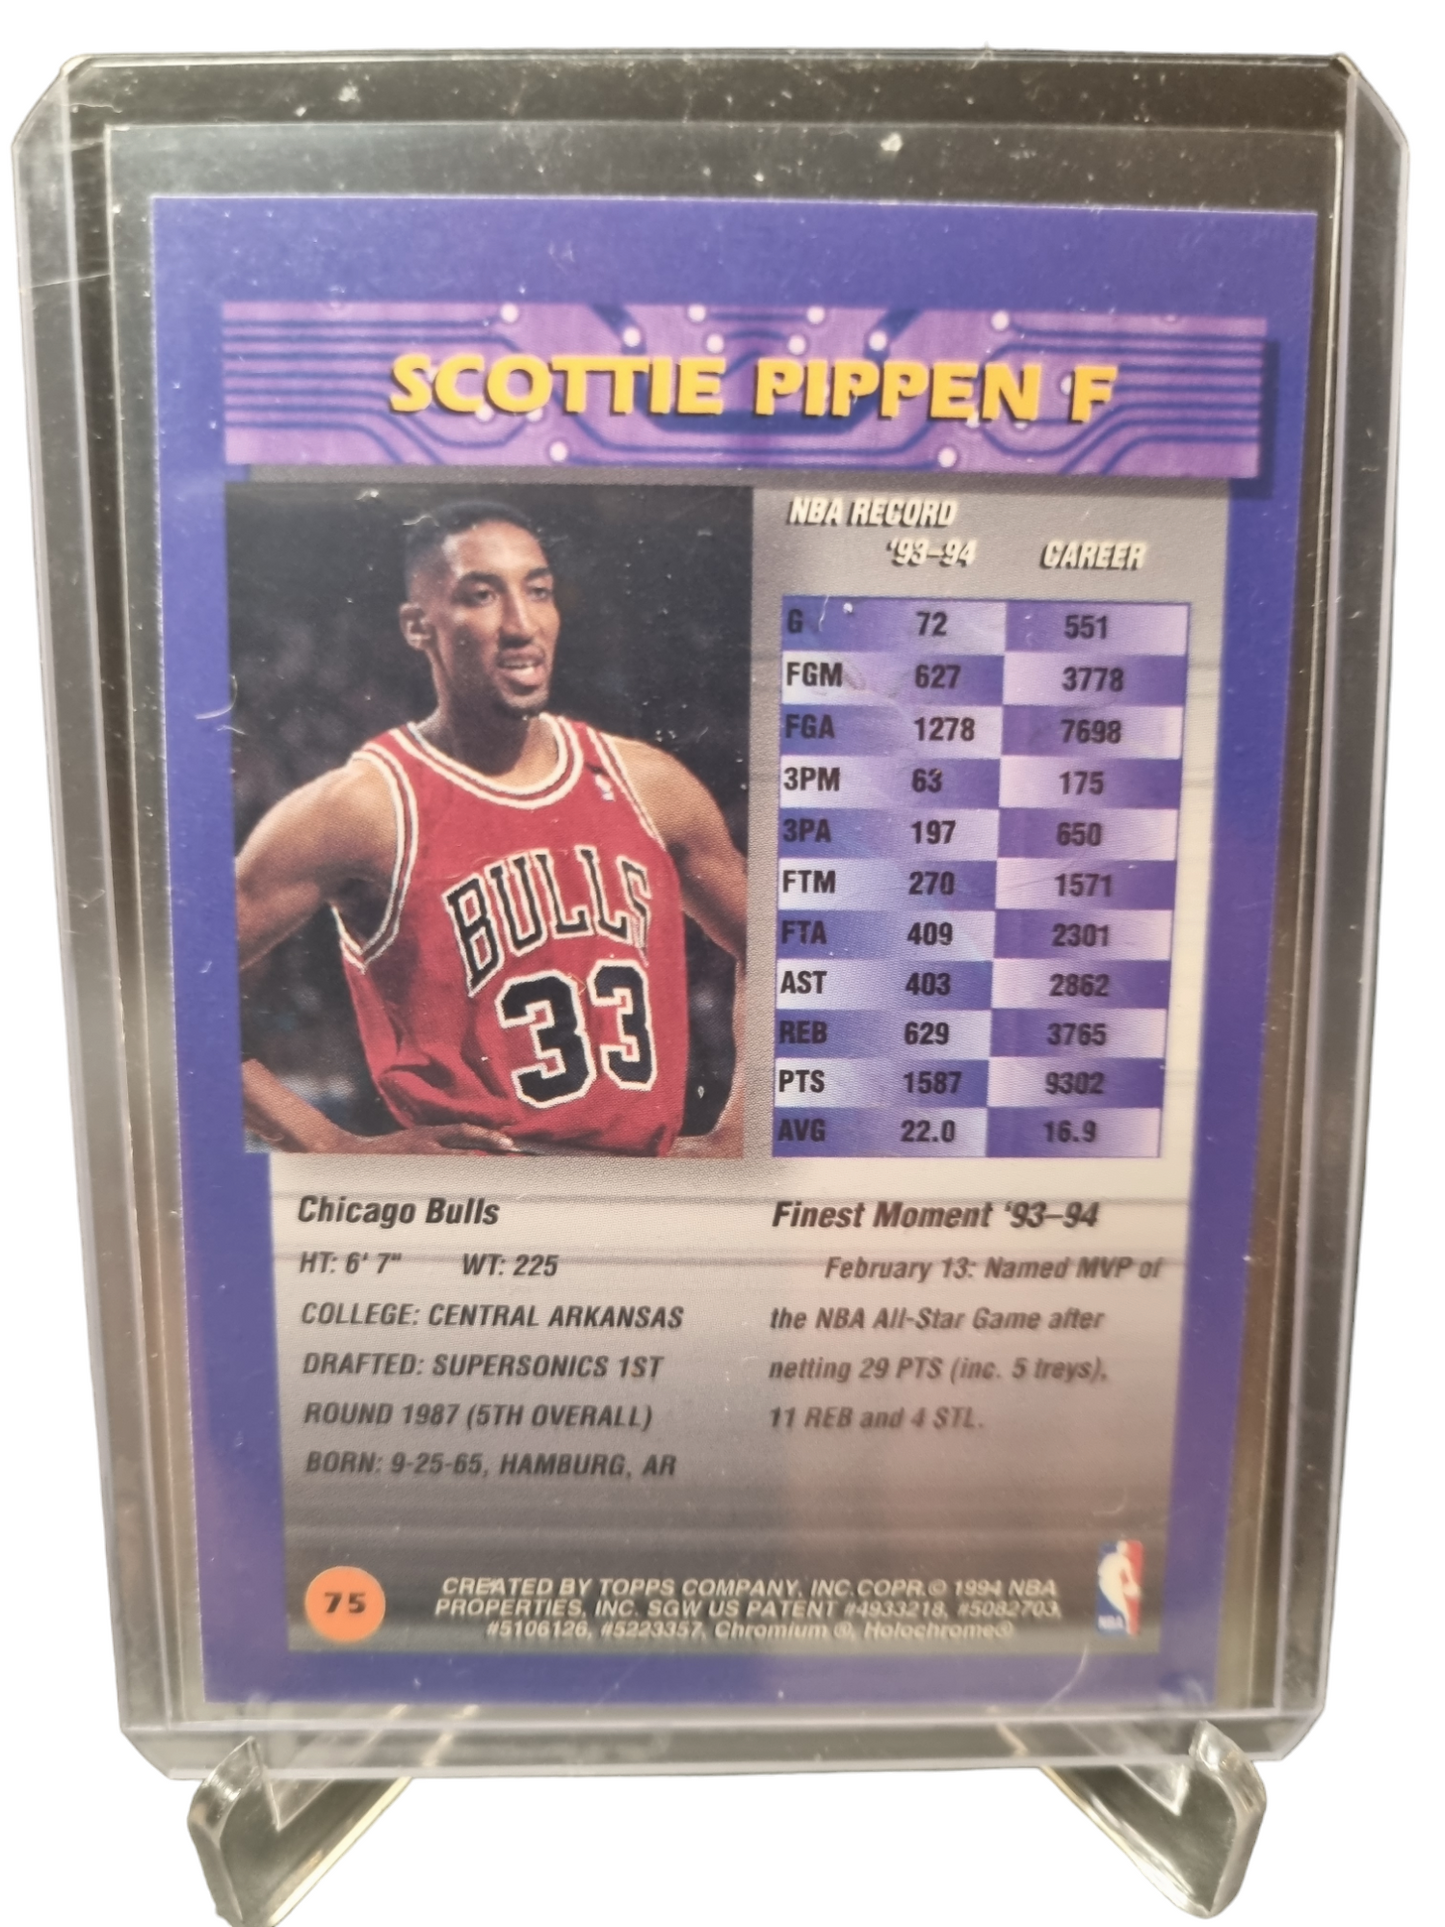 SCOTTIE PIPPEN F
BULLS
33
NBA RECORD
'93–94 CAREER
G 72 551
FGM 627 3778
FGA 1278 7698
3PM 63 175
3PA 197 650
FTM 270 1571
FTA 409 2301
AST 403 2862
REB 629 3765
PTS 1587 9302
AVG 22.0 16.9
Chicago Bulls
HT: 6' 7" WT: 225
COLLEGE: CENTRAL ARKANSAS
DRAFTED: SUPERSONICS 1ST
ROUND 1987 (5TH OVERALL)
BORN: 9-25-65, HAMBURG, AR
Finest Moment '93–94
February 13: Named MVP of
the NBA All-Star Game after
netting 29 PTS (inc. 5 treys),
11 REB and 4 STL.
75
CREATED BY TOPPS COMPANY, INC.COPR.© 1994 NBA
PROPERTIES, INC. SGW US PATENT #4933218, #5082703,
#5106126, #5223357, Chromium ®, Holochrome®
NBA